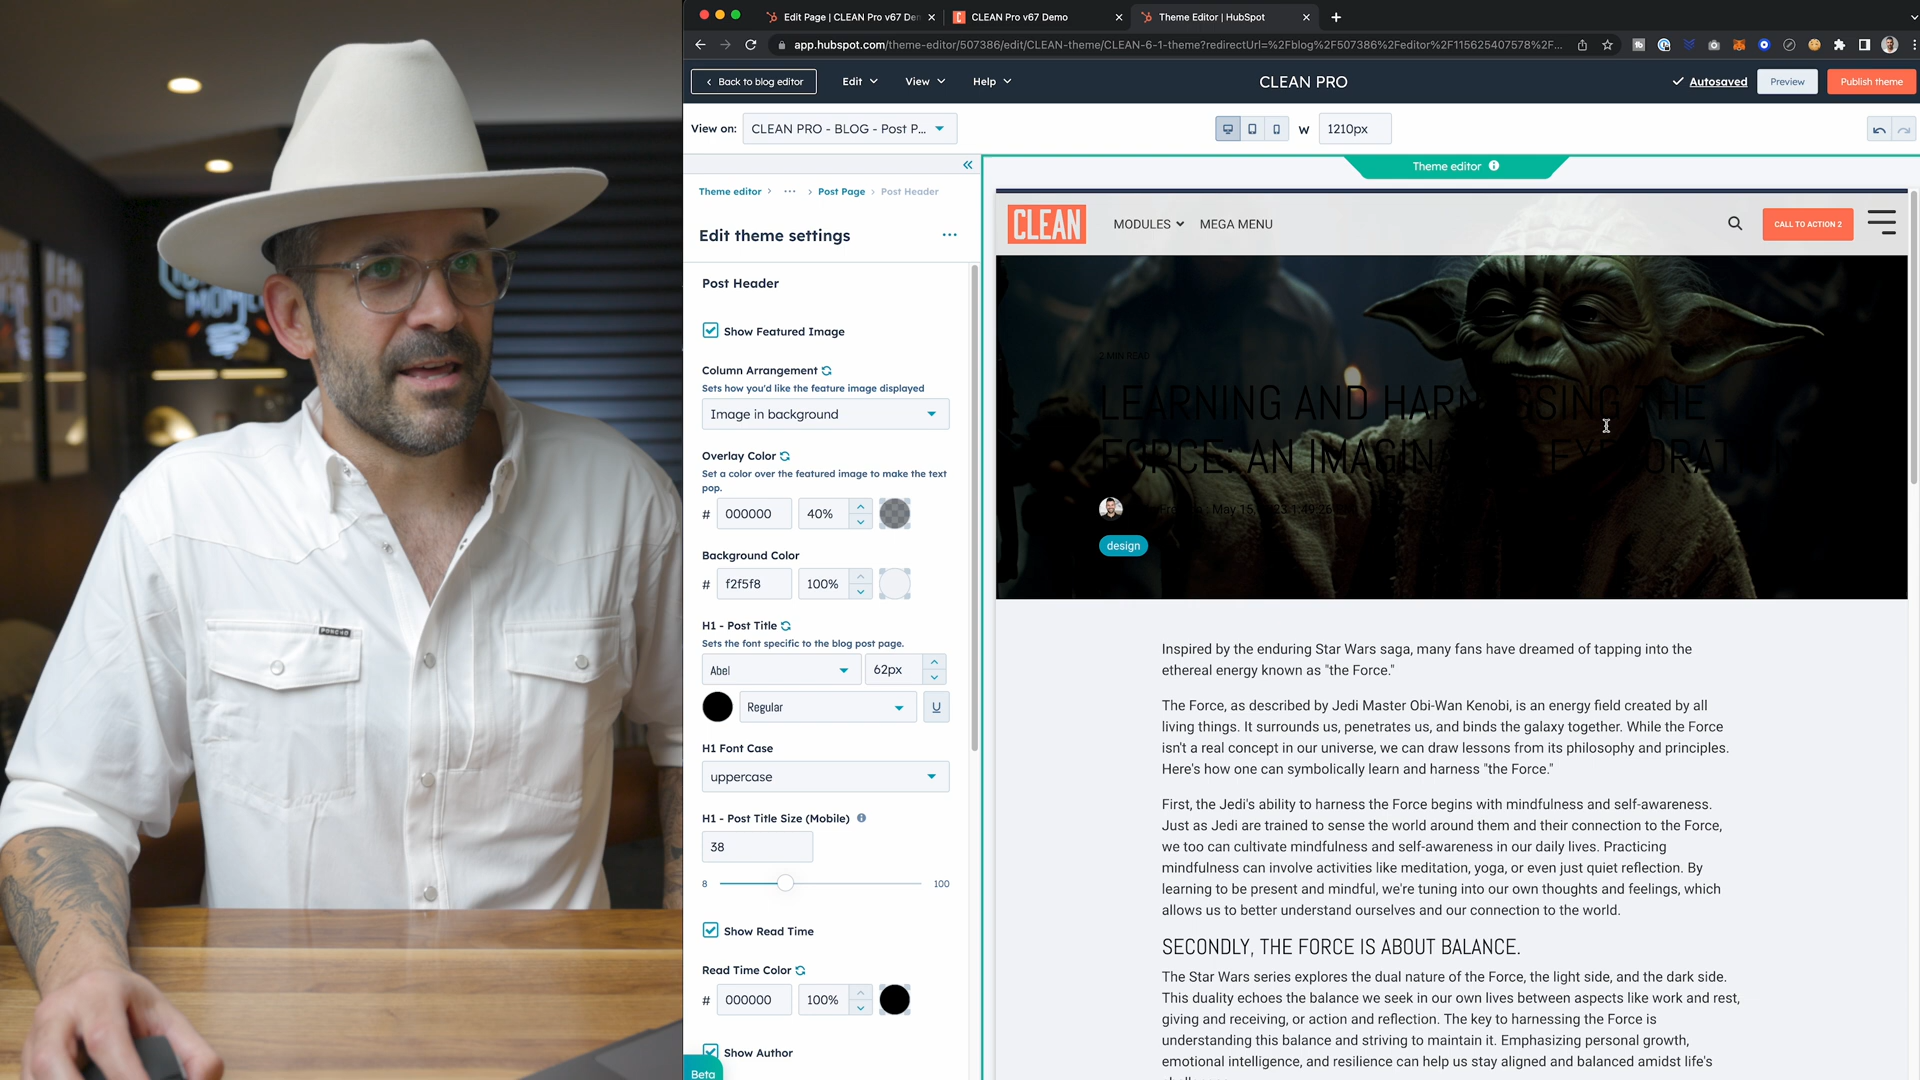 Edit Page | CLEAN Pro v67 Den
CLEAN Pro v67 Demo
Theme Editor | HubSpot
app.hubspot.com/theme-editor/507386/edit/CLEAN-theme/CLEAN-6-1-theme?redirectUrl=%2Fblog%2F507386%2Feditor%2F115625407578%2F...
Back to blog editor
Edit
View
Help
CLEAN PRO
Autosaved
Preview
Publish theme
View on:
CLEAN PRO - BLOG - Post P...
W
1210px
Theme editor
Theme editor > ... > Post Page > Post Header
Edit theme settings
Post Header
Show Featured Image
Column Arrangement
Sets how you'd like the feature image displayed
Image in background
Overlay Color
Set a color over the featured image to make the text
pop.
# 000000 40%
Background Color
# f2f5f8 100%
H1 - Post Title
Sets the font specific to the blog post page.
Abel
62px
Regular
U
H1 Font Case
uppercase
H1 - Post Title Size (Mobile)
38
8
100
Show Read Time
Read Time Color
# 000000 100%
Show Author
Beta
CLEAN
MODULES
MEGA MENU
CALL TO ACTION 2
2 MIN READ
LEARNING AND HARNESSING THE
FORCE: AN
design
Inspired by the enduring Star Wars saga, many fans have dreamed of tapping into the
ethereal energy known as "the Force."
The Force, as described by Jedi Master Obi-Wan Kenobi, is an energy field created by all
living things. It surrounds us, penetrates us, and binds the galaxy together. While the Force
isn't a real concept in our universe, we can draw lessons from its philosophy and principles.
Here's how one can symbolically learn and harness "the Force."
First, the Jedi's ability to harness the Force begins with mindfulness and self-awareness.
Just as Jedi are trained to sense the world around them and their connection to the Force,
we too can cultivate mindfulness and self-awareness in our daily lives. Practicing
mindfulness can involve activities like meditation, yoga, or even just quiet reflection. By
learning to be present and mindful, we're tuning into our own thoughts and feelings, which
allows us to better understand ourselves and our connection to the world.
SECONDLY, THE FORCE IS ABOUT BALANCE.
The Star Wars series explores the dual nature of the Force, the light side, and the dark side.
This duality echoes the balance we seek in our own lives between aspects like work and rest,
giving and receiving, or action and reflection. The key to harnessing the Force is
understanding this balance and striving to maintain it. Emphasizing personal growth,
emotional intelligence, and resilience can help us stay aligned and balanced amidst life's
PONCHO